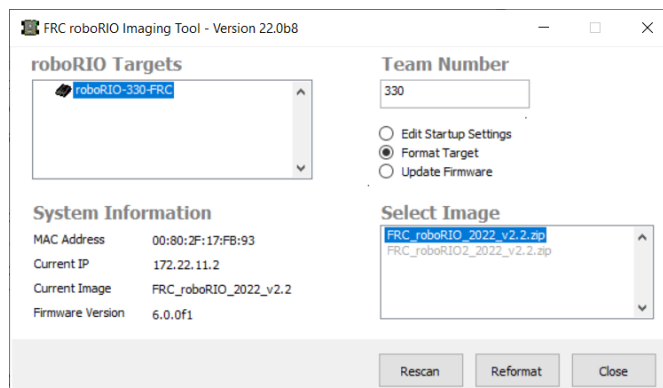 FRC roboRIO Imaging Tool - Version 22.0b8
roboRIO Targets
roboRIO-330-FRC
Team Number
330
Edit Startup Settings
Format Target
Update Firmware
System Information
MAC Address 00:80:2F:17:FB:93
Current IP 172.22.11.2
Current Image FRC_roboRIO_2022_v2.2
Firmware Version 6.0.0f1
Select Image
FRC_roboRIO_2022_v2.2.zip
FRC_roboRIO2_2022_v2.2.zip
Rescan Reformat Close